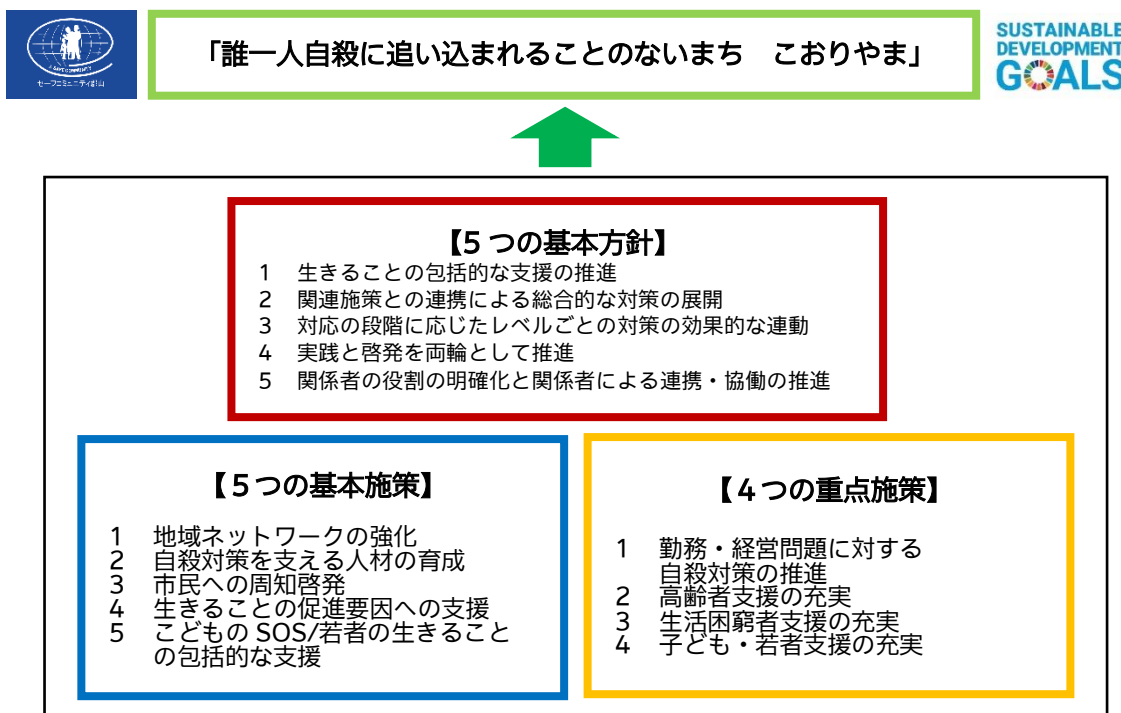 「誰一人自殺に追い込まれることのないまち　こおりやま」
SUSTAINABLE
DEVELOPMENT
GOALS
セーフコミュニティ郡山
【5 つの基本方針】
1　生きることの包括的な支援の推進
2　関連施策との連携による総合的な対策の展開
3　対応の段階に応じたレベルごとの対策の効果的な連動
4　実践と啓発を両輪として推進
5　関係者の役割の明確化と関係者による連携・協働の推進
【５つの基本施策】
1　地域ネットワークの強化
2　自殺対策を支える人材の育成
3　市民への周知啓発
4　生きることの促進要因への支援
5　こどもの SOS/若者の生きること
の包括的な支援
【４つの重点施策】
1　勤務・経営問題に対する
自殺対策の推進
2　高齢者支援の充実
3　生活困窮者支援の充実
4　子ども・若者支援の充実